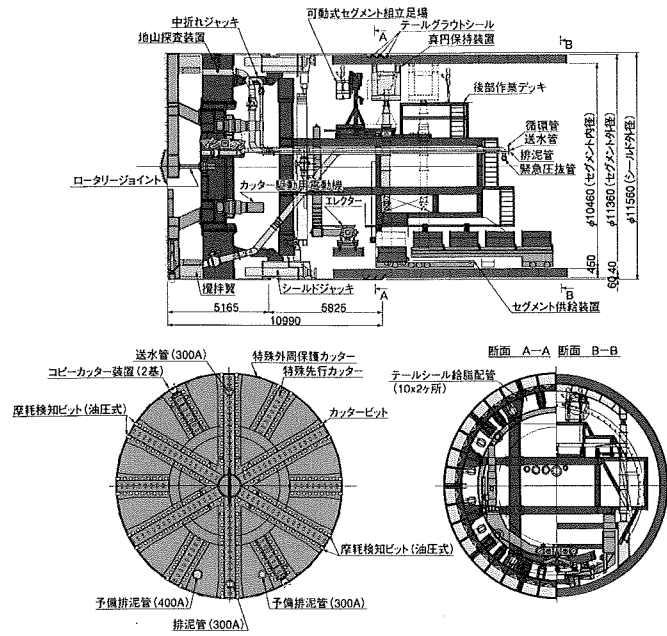 可動式セグメント組立足場
テールグラウトシール
真円保持装置
中折れジャッキ
地山探査装置
A
B
後部作業デッキ
循環管
送水管
排泥管
緊急圧抜管
マンロック
ロータリージョイント
カッター駆動用電動機
エレクター
φ10460(セグメント内径)
φ11360(セグメント外径)
φ11560(シールド外径)
450
60,40
撹拌翼
シールドジャッキ
A
B
セグメント供給装置
5165
5825
10990
送水管(300A)
特殊外周保護カッター
コピーカッター装置(2基)
特殊先行カッター
摩耗検知ビット(油圧式)
カッタービット
摩耗検知ビット(油圧式)
予備排泥管(400A)
予備排泥管(300A)
排泥管(300A)
断面 A-A 断面 B-B
テールシール給脂配管
(10x2ヶ所)